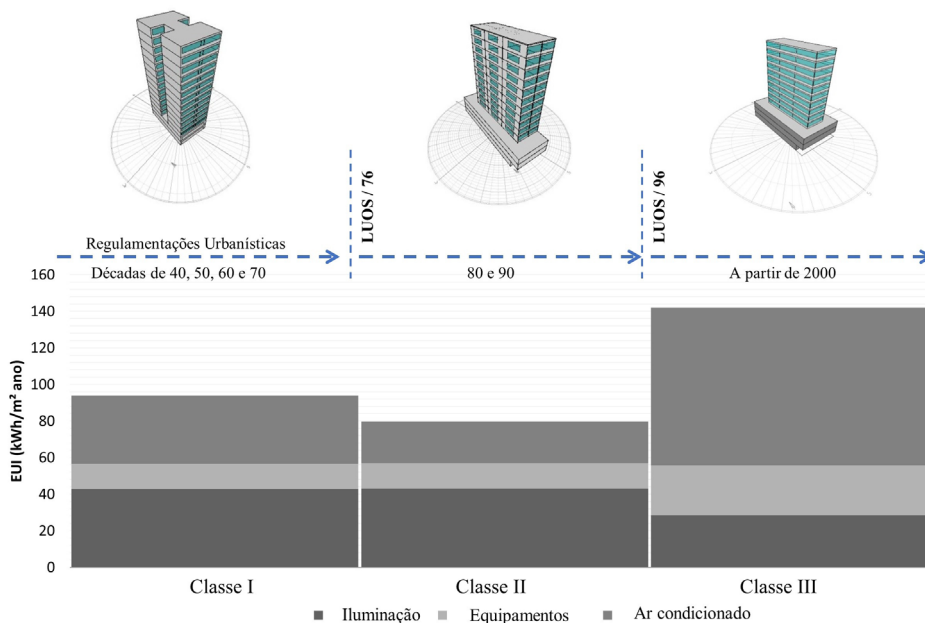 LUOS / 76
LUOS / 96
Regulamentações Urbanísticas
Décadas de 40, 50, 60 e 70
80 e 90
A partir de 2000
EUI (kWh/m² ano)
160
140
120
100
80
60
40
20
0
Classe I
Classe II
Classe III
Iluminação
Equipamentos
Ar condicionado